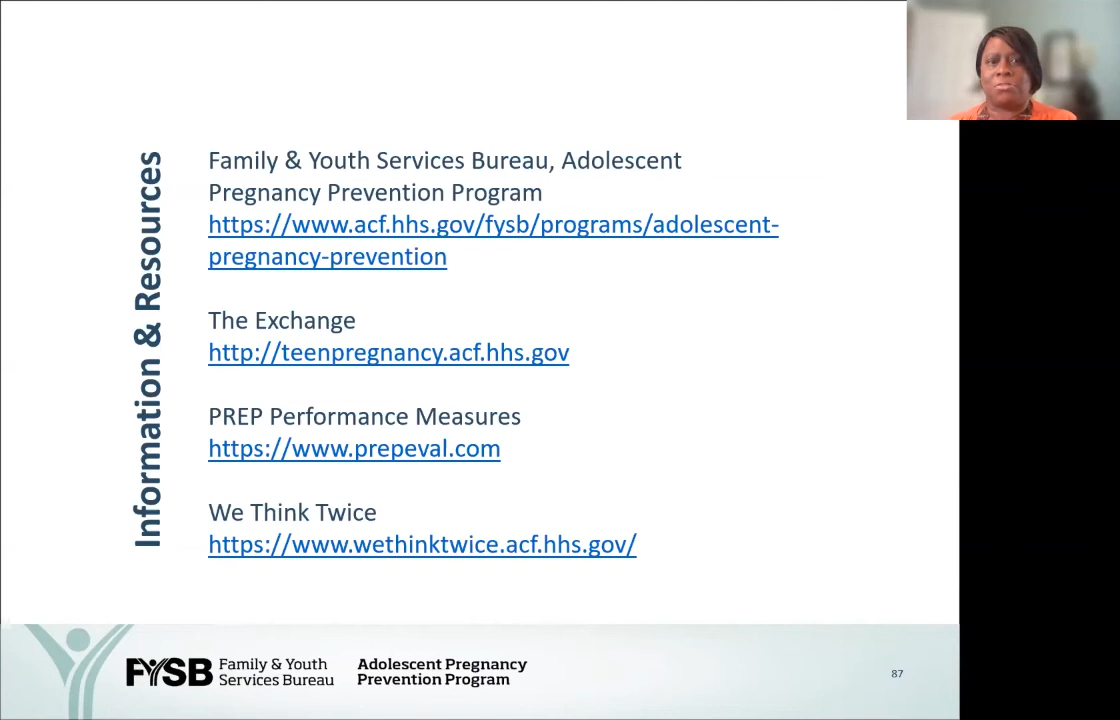 Information & Resources
Family & Youth Services Bureau, Adolescent
Pregnancy Prevention Program
https://www.acf.hhs.gov/fysb/programs/adolescent-
pregnancy-prevention
The Exchange
http://teenpregnancy.acf.hhs.gov
PREP Performance Measures
https://www.prepeval.com
We Think Twice
https://www.wethinktwice.acf.hhs.gov/
FYSB
Family & Youth
Services Bureau
Adolescent Pregnancy
Prevention Program
87